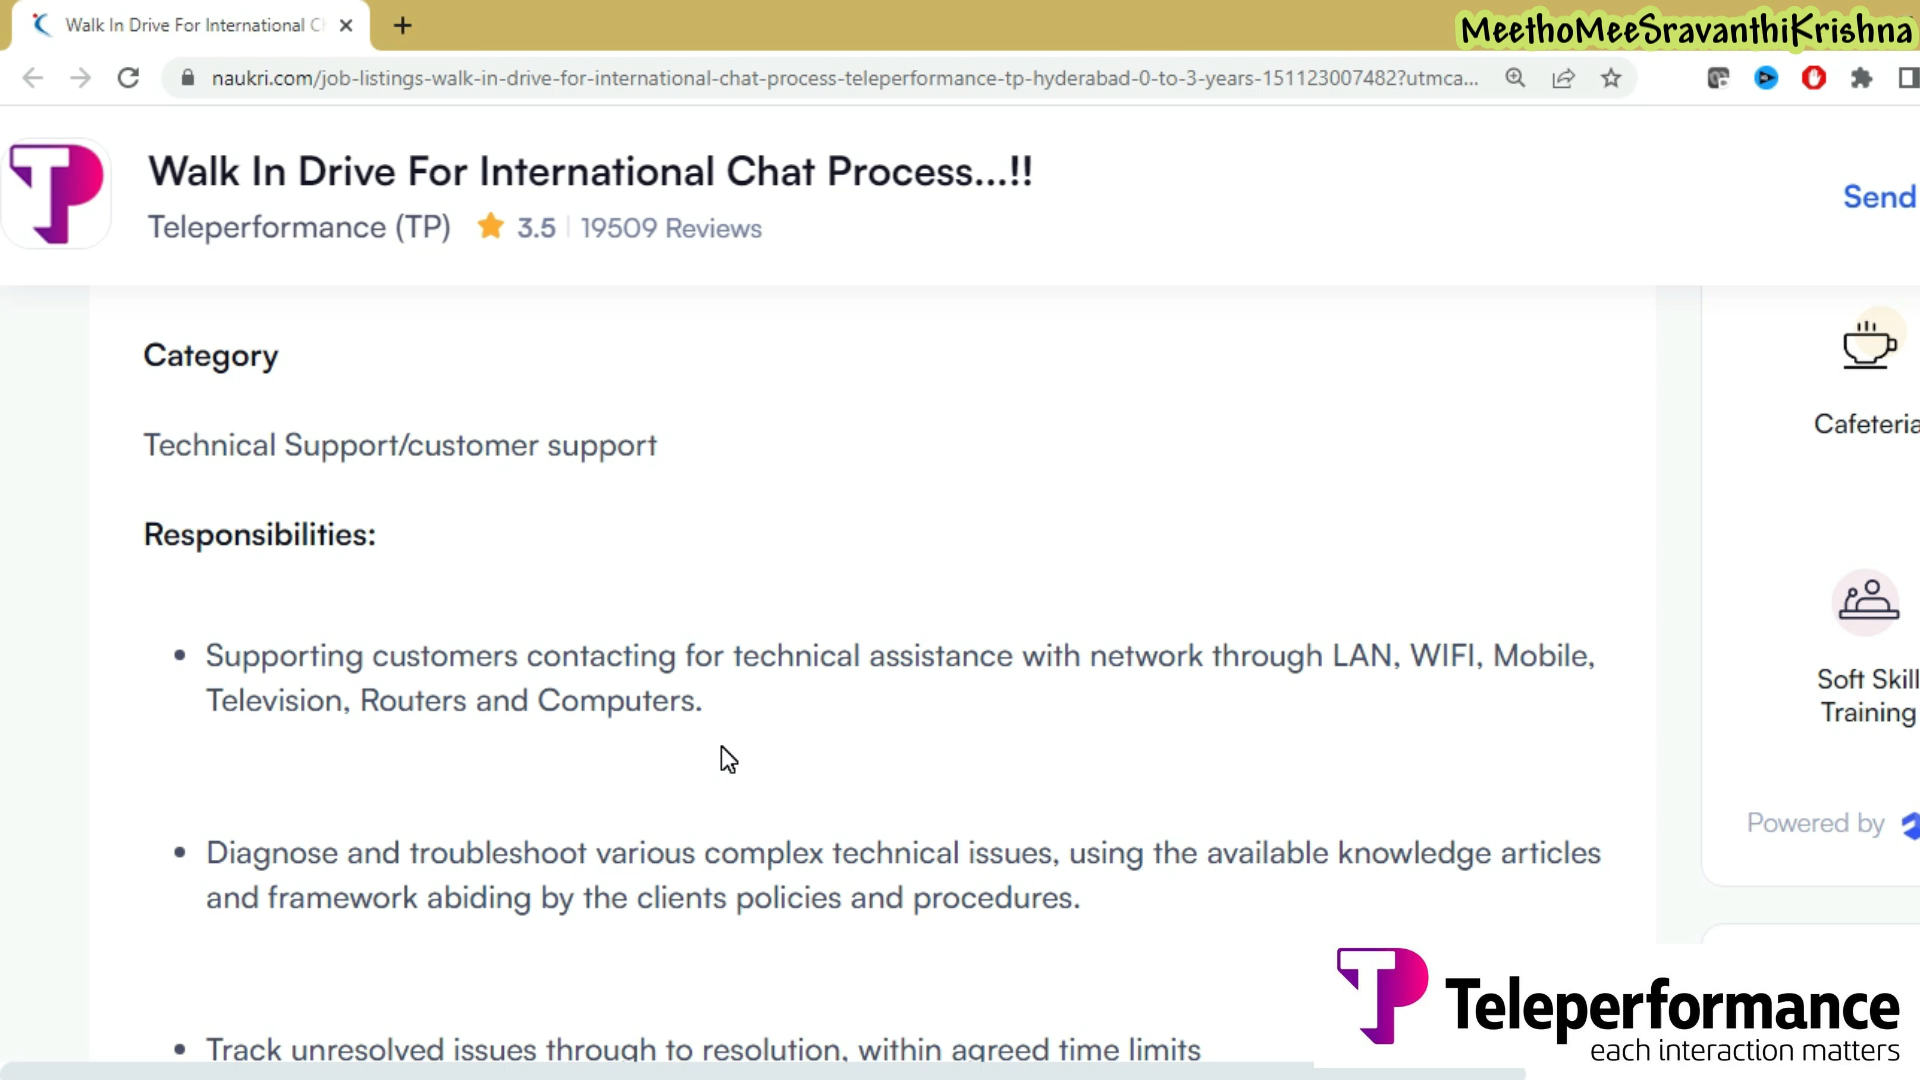 Walk In Drive For International Ch
MeethoMeeSravanthiKrishna
naukri.com/job-listings-walk-in-drive-for-international-chat-process-teleperformance-tp-hyderabad-0-to-3-years-151123007482?utmca...
Walk In Drive For International Chat Process...!!
Teleperformance (TP) 3.5 19509 Reviews
Send
Category
Technical Support/customer support
Responsibilities:
• Supporting customers contacting for technical assistance with network through LAN, WIFI, Mobile,
Television, Routers and Computers.
• Diagnose and troubleshoot various complex technical issues, using the available knowledge articles
and framework abiding by the clients policies and procedures.
• Track unresolved issues through to resolution, within agreed time limits
Cafeteria
Soft Skill
Training
Powered by
TP Teleperformance
each interaction matters